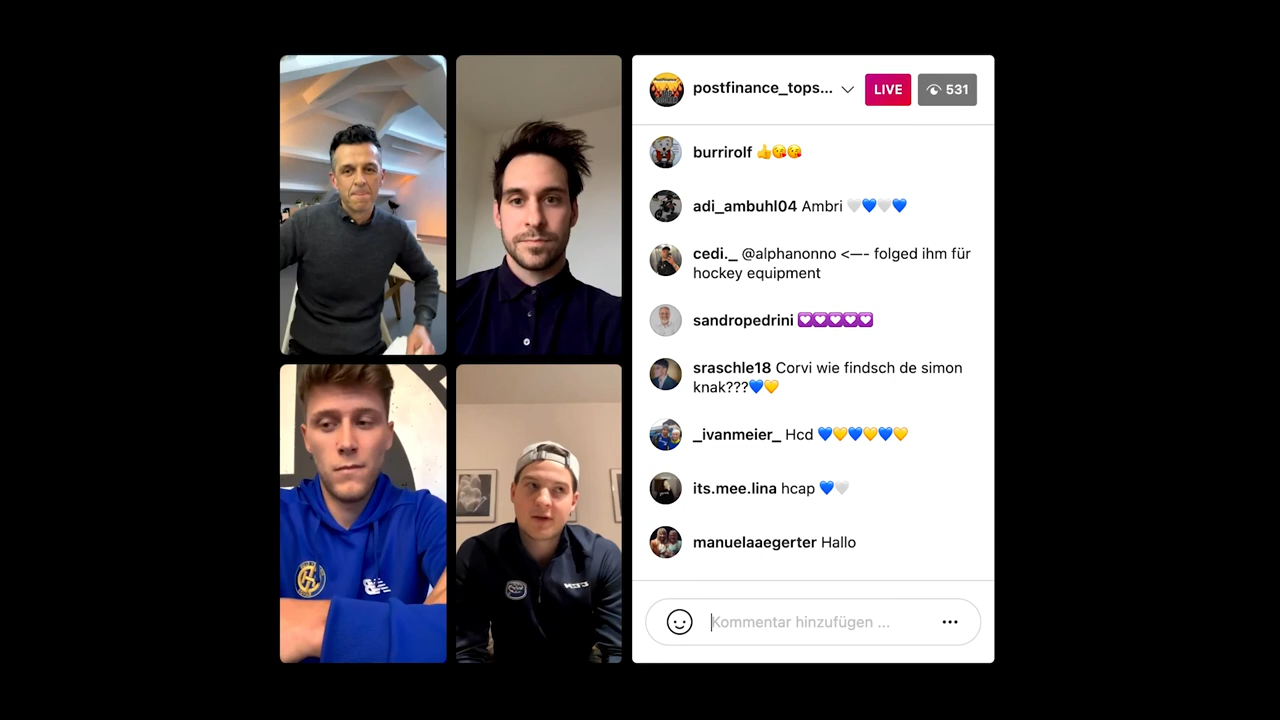 postfinance_tops...
LIVE
531
burrirolf 👍😘😘
adi_ambuhl04 Ambri 🤍💙🤍💙
cedi._ @alphanonno <—- folged ihm für
hockey equipment
sandropedrini 💟💟💟💟💟
sraschle18 Corvi wie findsch de simon
knak???💙💛
_ivanmeier_ Hcd 💙💛💙💛💙💛
its.mee.lina hcap 💙🤍
manuelaaegerter Hallo
Kommentar hinzufügen ...